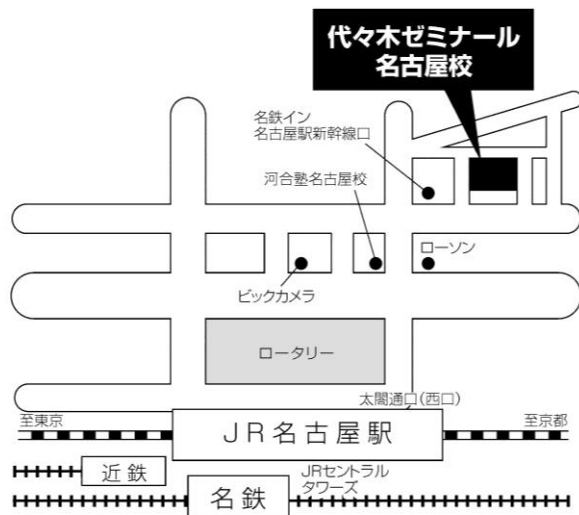 代々木ゼミナール
名古屋校
名鉄イン
名古屋駅新幹線口
河合塾名古屋校
ローソン
ビックカメラ
ロータリー
太閤通口(西口)
至東京
至京都
JR名古屋駅
近鉄
JRセントラル
タワーズ
名鉄